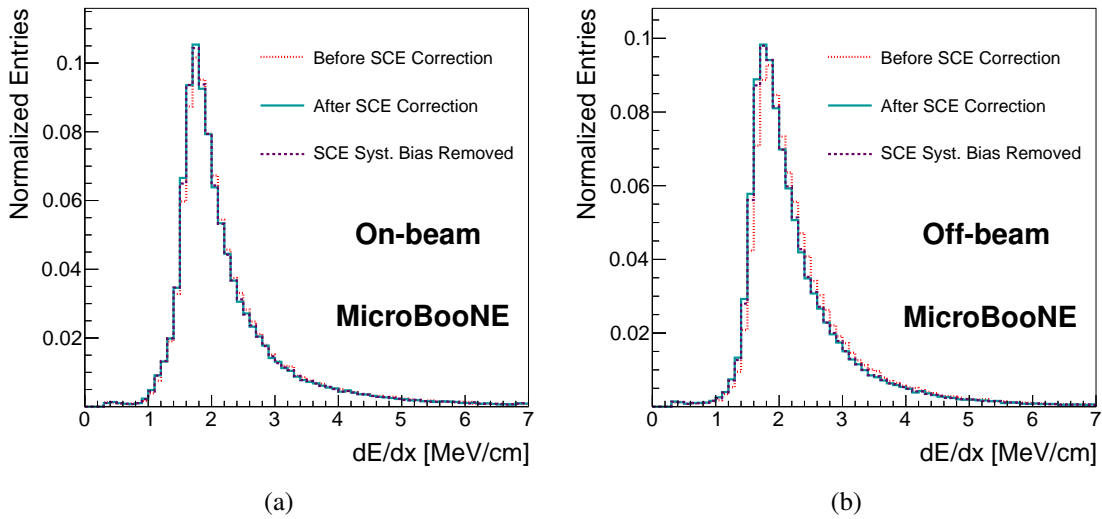 Normalized Entries
0.1
0.08
0.06
0.04
0.02
0 1 2 3 4 5 6 7
dE/dx [MeV/cm]
Before SCE Correction
After SCE Correction
SCE Syst. Bias Removed
On-beam
MicroBooNE
(a)
Normalized Entries
0.1
0.08
0.06
0.04
0.02
0 1 2 3 4 5 6 7
dE/dx [MeV/cm]
Before SCE Correction
After SCE Correction
SCE Syst. Bias Removed
Off-beam
MicroBooNE
(b)